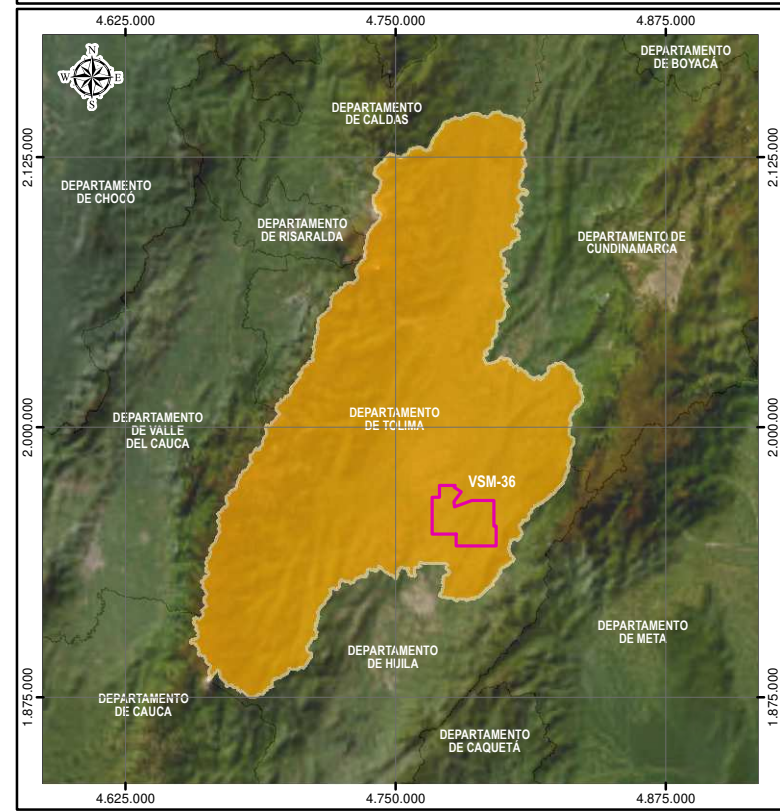 4.625.000
4.750.000
4.875.000
N
W
E
S
DEPARTAMENTO
DE BOYACÁ
DEPARTAMENTO
DE CALDAS
2.125.000
2.125.000
DEPARTAMENTO
DE CHOCÓ
DEPARTAMENTO
DE RISARALDA
DEPARTAMENTO DE
CUNDINAMARCA
DEPARTAMENTO
DE TOLIMA
DEPARTAMENTO
DE VALLE
DEL CAUCA
2.000.000
2.000.000
VSM-36
DEPARTAMENTO
DE META
DEPARTAMENTO
DE HUILA
1.875.000
1.875.000
DEPARTAMENTO
DE CAUCA
DEPARTAMENTO
DE CAQUETÁ
4.625.000
4.750.000
4.875.000